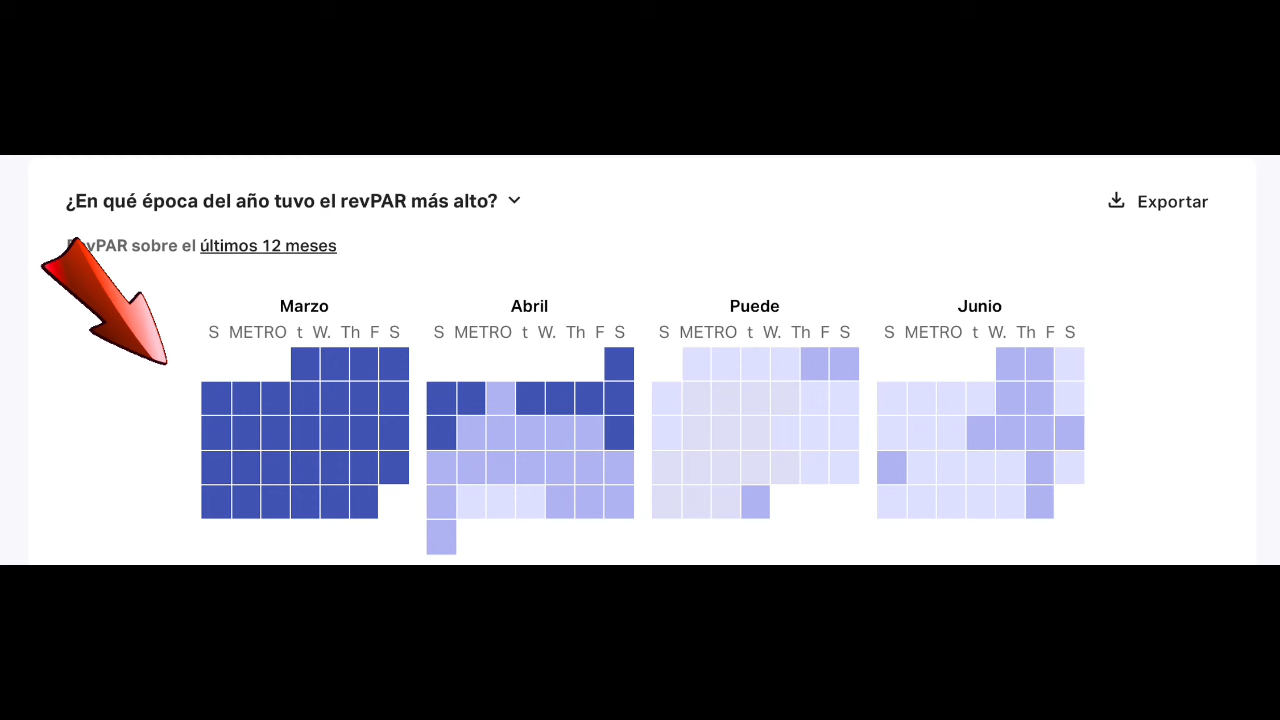 ¿En qué época del año tuvo el revPAR más alto?
Exportar
RevPAR sobre el últimos 12 meses
Marzo Abril Puede Junio
S METRO t W. Th F S S METRO t W. Th F S S METRO t W. Th F S S METRO t W. Th F S